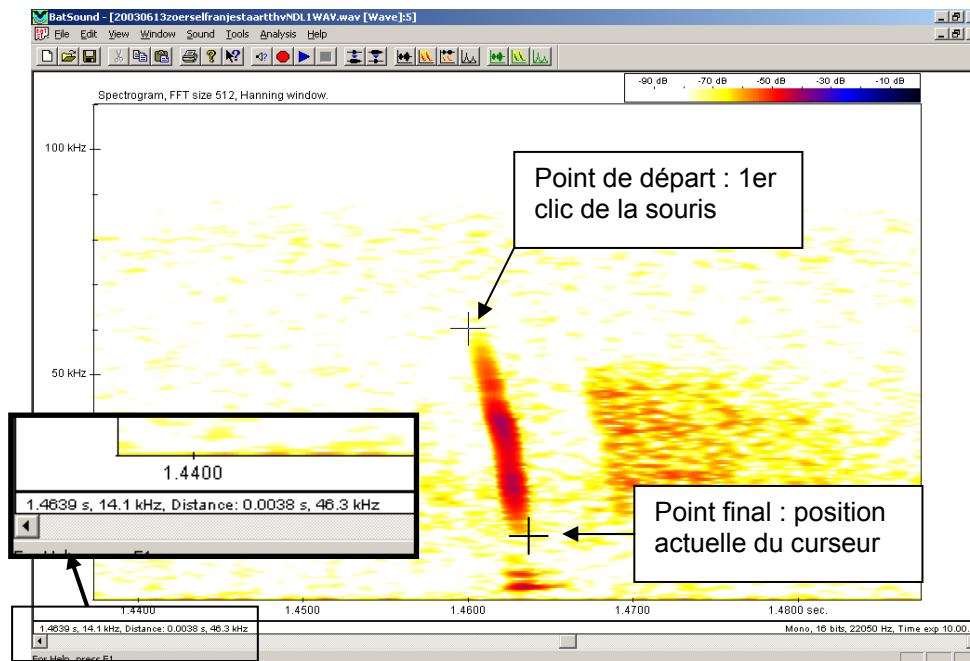 BatSound - [20030613zoerselfranjestaartthvNDL1WAV.wav [Wave]:5]
File Edit View Window Sound Tools Analysis Help
-90 dB -70 dB -50 dB -30 dB -10 dB
Spectrogram, FFT size 512, Hanning window.
100 kHz
Point de départ : 1er
clic de la souris
50 kHz
1.4400
1.4639 s, 14.1 kHz, Distance: 0.0038 s, 46.3 kHz
Point final : position
actuelle du curseur
1.4400 1.4500 1.4600 1.4700 1.4800 sec.
1.4639 s, 14.1 kHz, Distance: 0.0038 s, 46.3 kHz
Mono, 16 bits, 22050 Hz, Time exp 10.00.
For Help, press F1